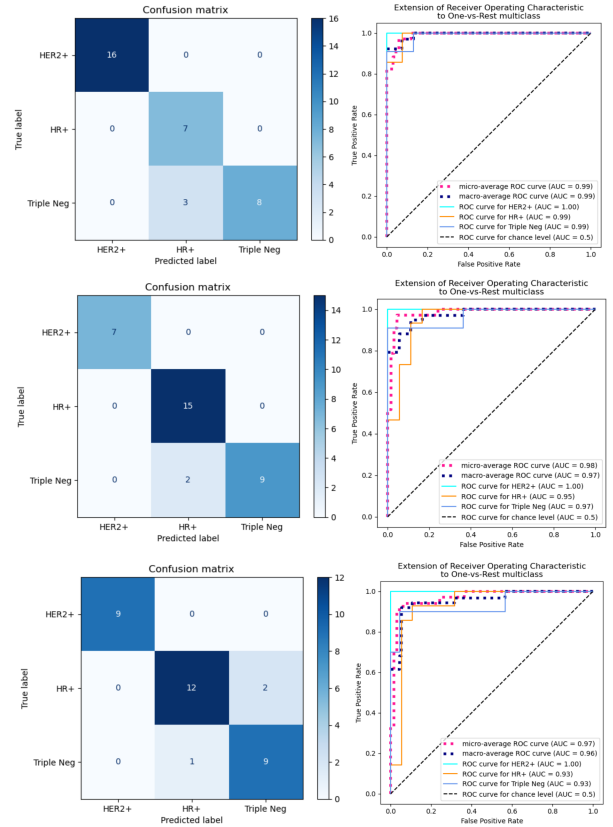 Confusion matrix
HER2+
HR+
Triple Neg
True label
16 0 0
0 7 0
0 3 8
HER2+ HR+ Triple Neg
Predicted label
16
14
12
10
8
6
4
2
0
Extension of Receiver Operating Characteristic
to One-vs-Rest multiclass
True Positive Rate
1.0
0.8
0.6
0.4
0.2
0.0
micro-average ROC curve (AUC = 0.99)
macro-average ROC curve (AUC = 0.99)
ROC curve for HER2+ (AUC = 1.00)
ROC curve for HR+ (AUC = 0.99)
ROC curve for Triple Neg (AUC = 0.99)
ROC curve for chance level (AUC = 0.5)
0.0 0.2 0.4 0.6 0.8 1.0
False Positive Rate
Confusion matrix
HER2+
HR+
Triple Neg
True label
7 0 0
0 15 0
0 2 9
HER2+ HR+ Triple Neg
Predicted label
14
12
10
8
6
4
2
0
Extension of Receiver Operating Characteristic
to One-vs-Rest multiclass
True Positive Rate
1.0
0.8
0.6
0.4
0.2
0.0
micro-average ROC curve (AUC = 0.98)
macro-average ROC curve (AUC = 0.97)
ROC curve for HER2+ (AUC = 1.00)
ROC curve for HR+ (AUC = 0.95)
ROC curve for Triple Neg (AUC = 0.97)
ROC curve for chance level (AUC = 0.5)
0.0 0.2 0.4 0.6 0.8 1.0
False Positive Rate
Confusion matrix
HER2+
HR+
Triple Neg
True label
9 0 0
0 12 2
0 1 9
HER2+ HR+ Triple Neg
Predicted label
12
10
8
6
4
2
0
Extension of Receiver Operating Characteristic
to One-vs-Rest multiclass
True Positive Rate
1.0
0.8
0.6
0.4
0.2
0.0
micro-average ROC curve (AUC = 0.97)
macro-average ROC curve (AUC = 0.96)
ROC curve for HER2+ (AUC = 1.00)
ROC curve for HR+ (AUC = 0.93)
ROC curve for Triple Neg (AUC = 0.93)
ROC curve for chance level (AUC = 0.5)
0.0 0.2 0.4 0.6 0.8 1.0
False Positive Rate